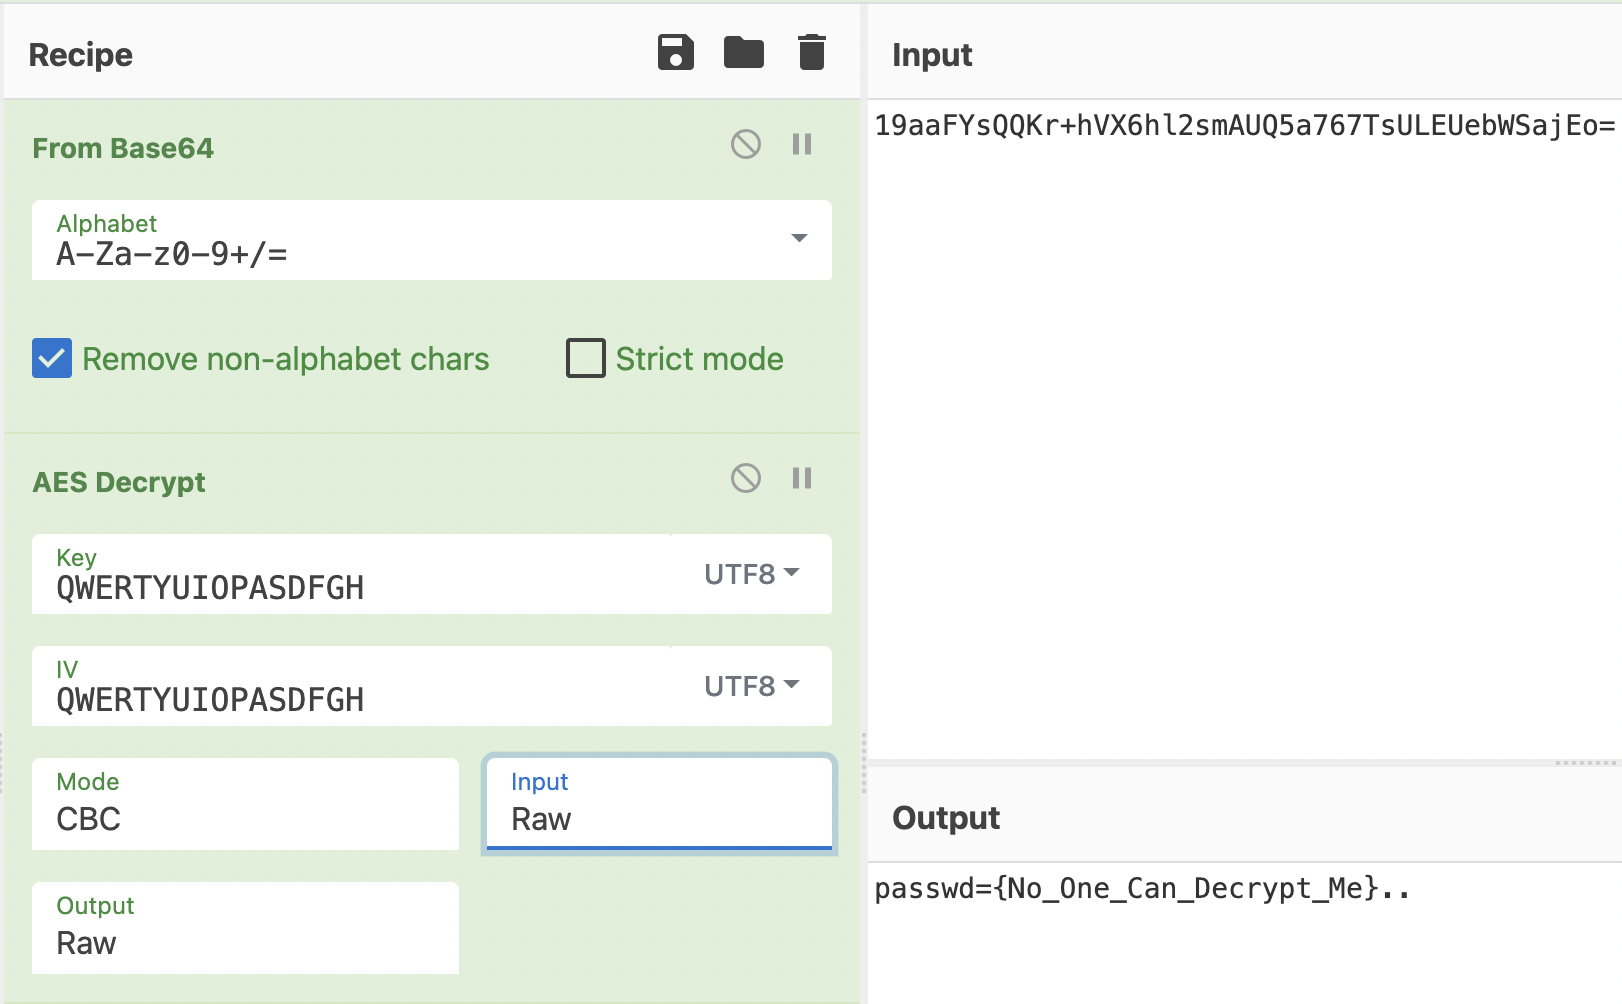 Recipe
From Base64
Alphabet
A-Za-z0-9+/=
Remove non-alphabet chars
Strict mode
AES Decrypt
Key
QWERTYUIOPASDFGH
UTF8
IV
QWERTYUIOPASDFGH
UTF8
Mode
CBC
Input
Raw
Output
Raw
Input
19aaFYsQQKr+hVX6hl2smAUQ5a767TsULEUebWSajEo=
Output
passwd={No_One_Can_Decrypt_Me}..